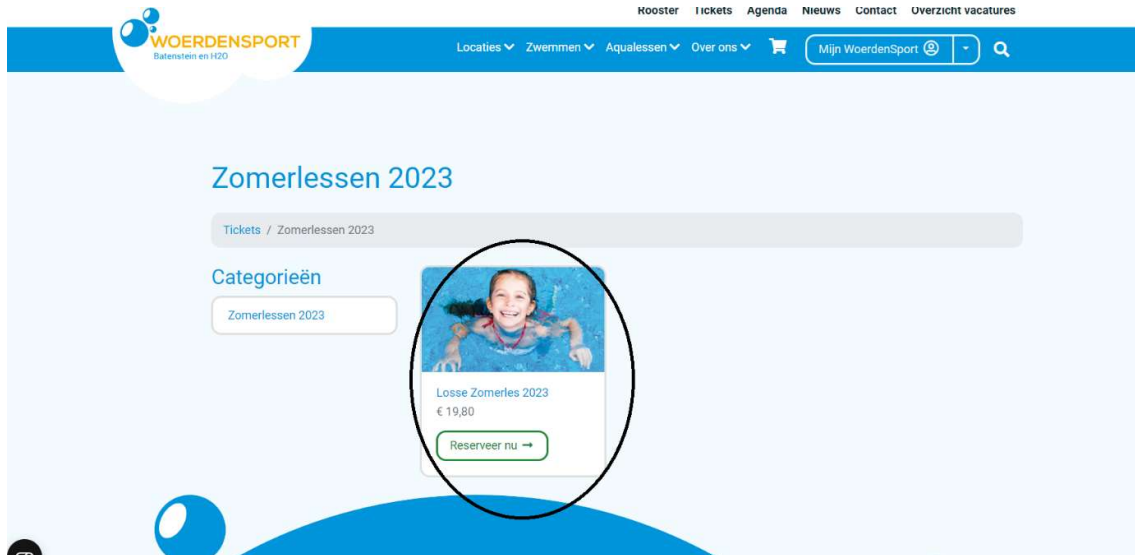 Rooster Tickets Agenda Nieuws Contact Overzicht vacatures
WOERDENSPORT
Batenstein en H2O
Locaties Zwemmen Aqualessen Over ons Mijn WoerdenSport
Zomerlessen 2023
Tickets / Zomerlessen 2023
Categorieën
Zomerlessen 2023
Losse Zomerles 2023
€ 19,80
Reserveer nu →